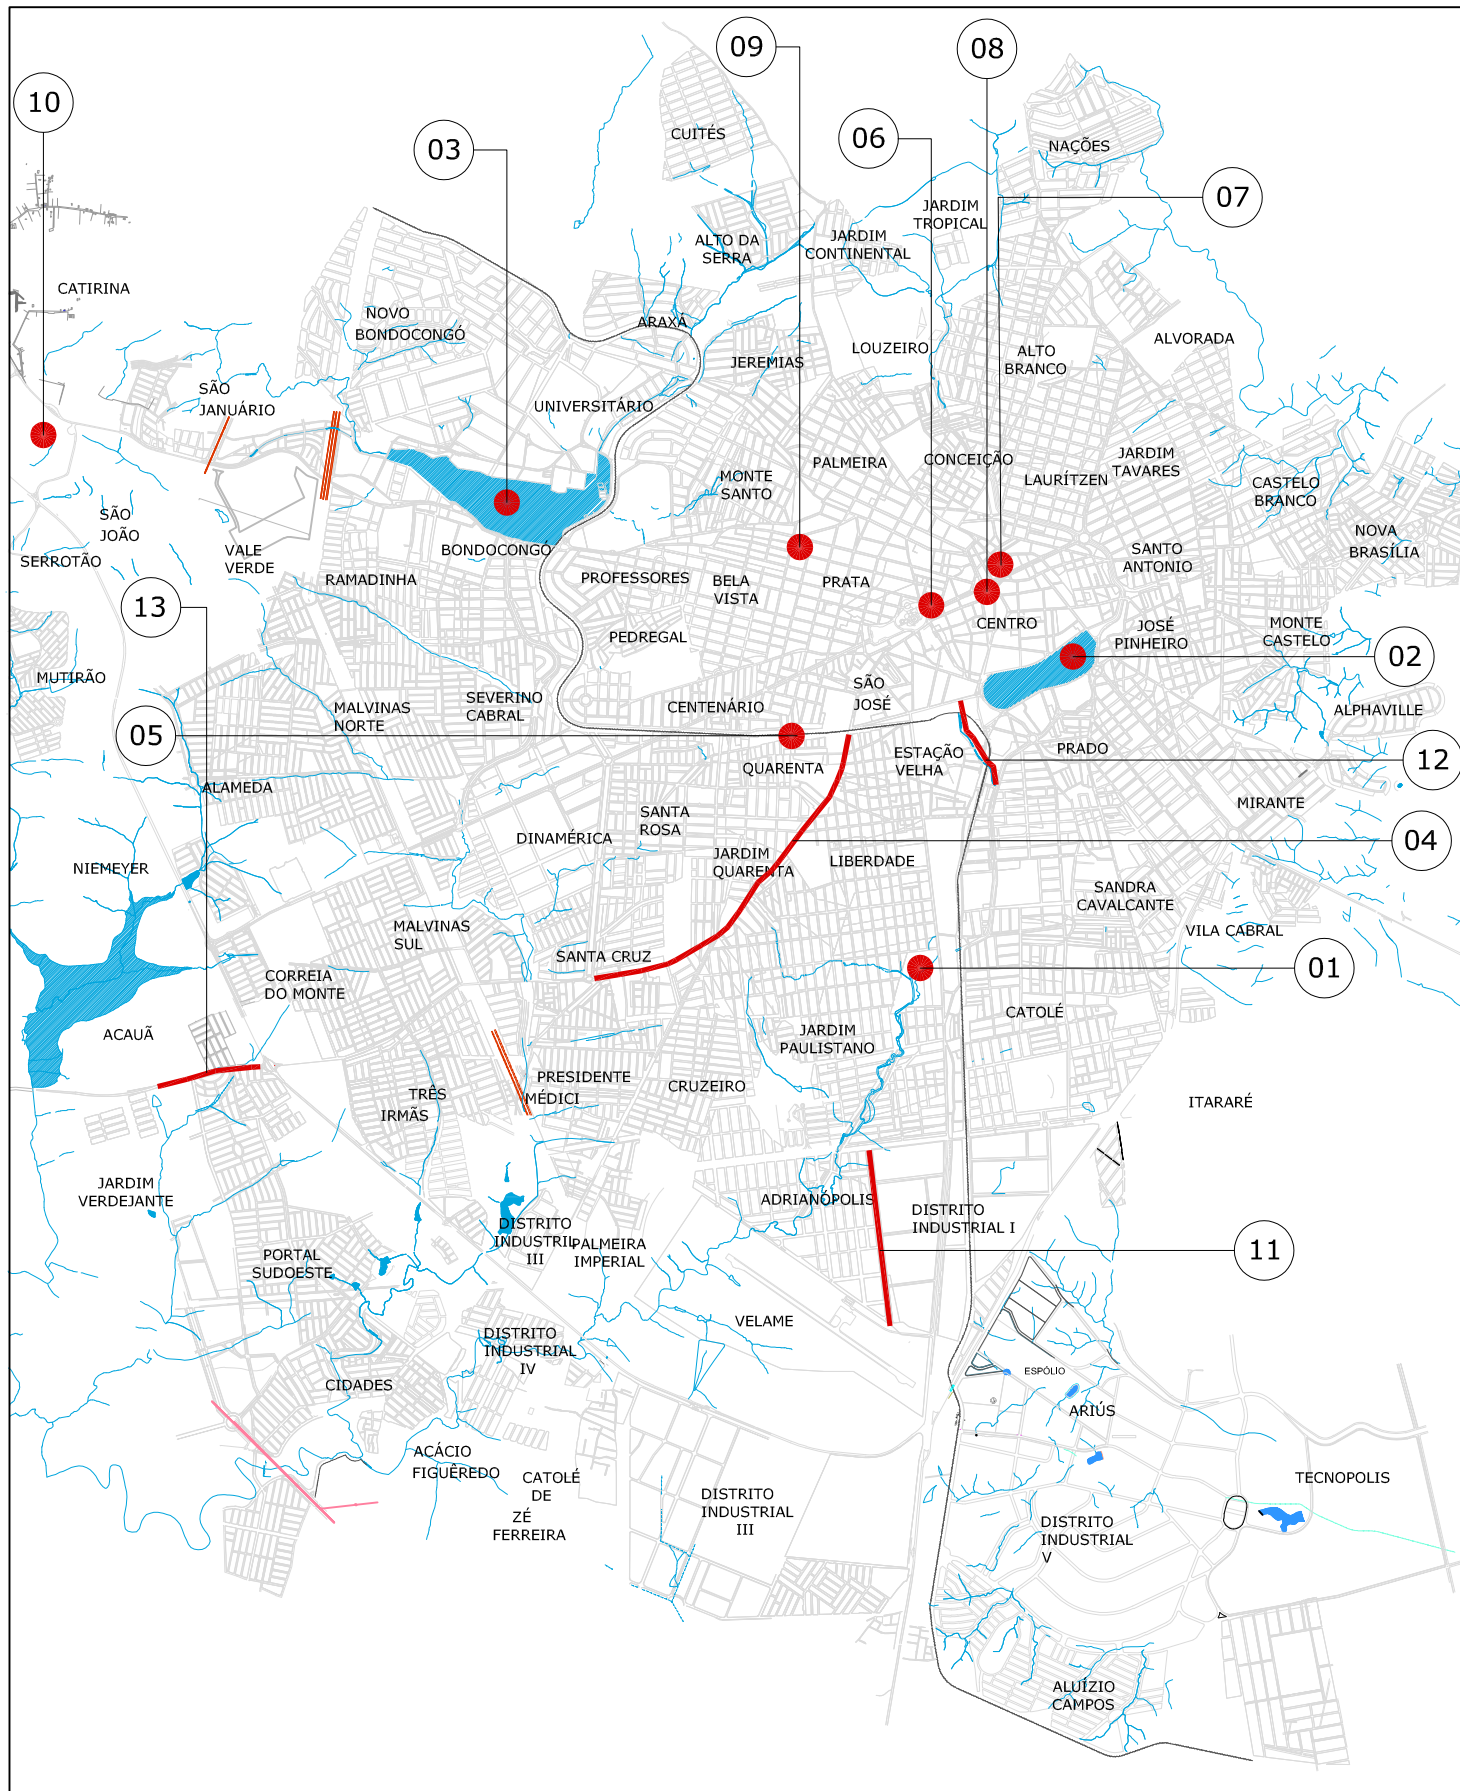 09
08
10
CUITÉS
06
03
NAÇÕES
07
JARDIM
TROPICAL
ALTO DA
SERRA
JARDIM
CONTINENTAL
CATIRINA
NOVO
BONDOCONGÓ
ARAXÁ
JEREMIAS
LOUZEIRO
ALTO
BRANCO
ALVORADA
SÃO
JANUÁRIO
UNIVERSITÁRIO
MONTE
SANTO
PALMEIRA
CONCEIÇÃO
LAURÍTZEN
JARDIM
TAVARES
CASTELO
BRANCO
NOVA
BRASÍLIA
SÃO
JOÃO
SERROTÃO
VALE
VERDE
BONDOCONGÓ
RAMADINHA
PROFESSORES
BELA
VISTA
PRATA
SANTO
ANTONIO
13
PEDREGAL
CENTRO
JOSÉ
PINHEIRO
MONTE
CASTELO
02
MUTIRÃO
MALVINAS
NORTE
SEVERINO
CABRAL
CENTENÁRIO
SÃO
JOSÉ
ALPHAVILLE
05
QUARENTA
ESTAÇÃO
VELHA
PRADO
12
ALAMEDA
MIRANTE
SANTA
ROSA
DINAMÉRICA
JARDIM
QUARENTA
LIBERDADE
04
NIEMEYER
SANDRA
CAVALCANTE
MALVINAS
SUL
VILA CABRAL
SANTA CRUZ
CORREIA
DO MONTE
01
CATOLÉ
ACAUÃ
JARDIM
PAULISTANO
PRESIDENTE
MÉDICI
CRUZEIRO
TRÊS
IRMÃS
ITARARÉ
JARDIM
VERDEJANTE
ADRIANÓPOLIS
DISTRITO
INDUSTRIAL I
DISTRITO
INDUSTRIL
III
PALMEIRA
IMPERIAL
11
PORTAL
SUDOESTE
VELAME
DISTRITO
INDUSTRIAL
IV
ESPÓLIO
CIDADES
ARIÚS
ACÁCIO
FIGUÊREDO
CATOLÉ
DE
ZÉ
FERREIRA
DISTRITO
INDUSTRIAL
III
TECNOPOLIS
DISTRITO
INDUSTRIAL
V
ALUÍZIO
CAMPOS